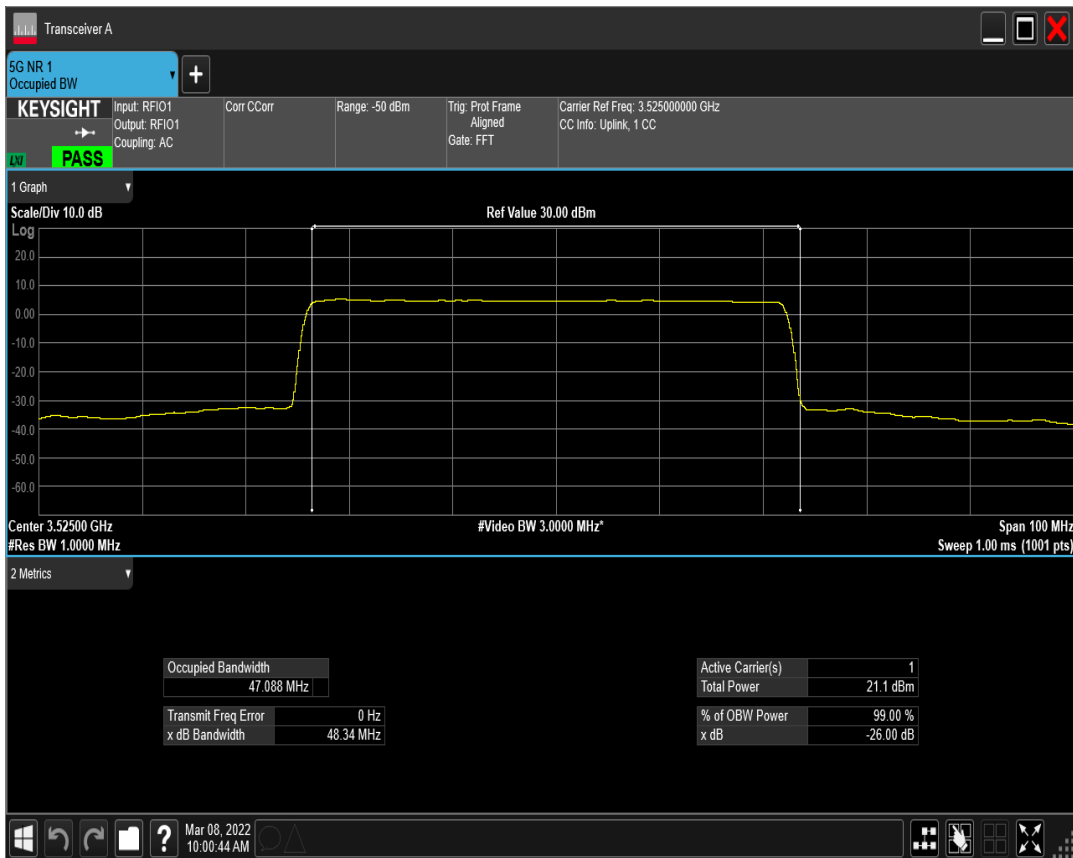 Transceiver A
5G NR 1
Occupied BW
+
KEYSIGHT
LXI
PASS
Input: RFIO1
Output: RFIO1
Coupling: AC
Corr CCorr
Range: -50 dBm
Trig: Prot Frame
Aligned
Gate: FFT
Carrier Ref Freq: 3.525000000 GHz
CC Info: Uplink, 1 CC
1 Graph
Scale/Div 10.0 dB
Ref Value 30.00 dBm
Log
20.0
10.0
0.00
-10.0
-20.0
-30.0
-40.0
-50.0
-60.0
Center 3.52500 GHz
#Video BW 3.0000 MHz*
Span 100 MHz
#Res BW 1.0000 MHz
Sweep 1.00 ms (1001 pts)
2 Metrics
Occupied Bandwidth
47.088 MHz
Transmit Freq Error 0 Hz
x dB Bandwidth 48.34 MHz
Active Carrier(s) 1
Total Power 21.1 dBm
% of OBW Power 99.00 %
x dB -26.00 dB
?
Mar 08, 2022
10:00:44 AM